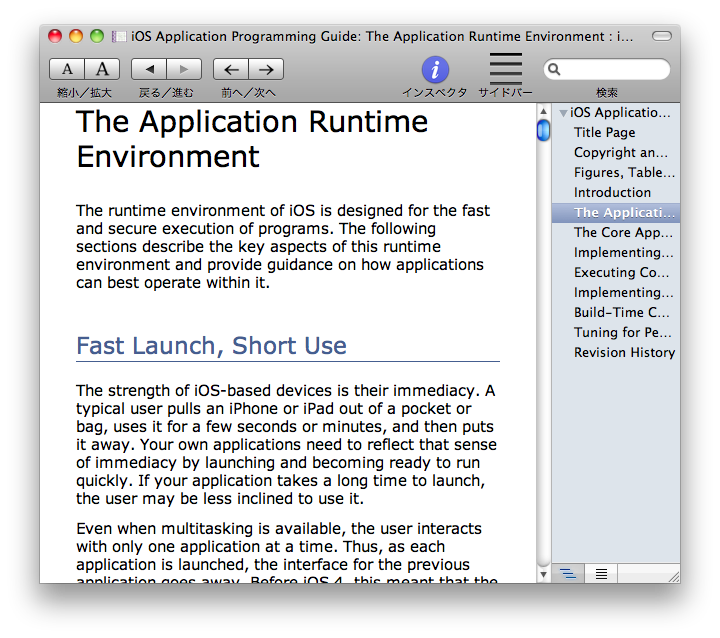 iOS Application Programming Guide: The Application Runtime Environment : i...
A A
縮小／拡大 戻る／進む 前へ／次へ インスペクタ サイドバー 検索
The Application Runtime
Environment
The runtime environment of iOS is designed for the fast
and secure execution of programs. The following
sections describe the key aspects of this runtime
environment and provide guidance on how applications
can best operate within it.
Fast Launch, Short Use
The strength of iOS-based devices is their immediacy. A
typical user pulls an iPhone or iPad out of a pocket or
bag, uses it for a few seconds or minutes, and then puts
it away. Your own applications need to reflect that sense
of immediacy by launching and becoming ready to run
quickly. If your application takes a long time to launch,
the user may be less inclined to use it.
Even when multitasking is available, the user interacts
with only one application at a time. Thus, as each
application is launched, the interface for the previous
application goes away. Before iOS 4, this meant that the
iOS Applicatio...
Title Page
Copyright an...
Figures, Table...
Introduction
The Applicati...
The Core App...
Implementing...
Executing Co...
Implementing...
Build-Time C...
Tuning for Pe...
Revision History